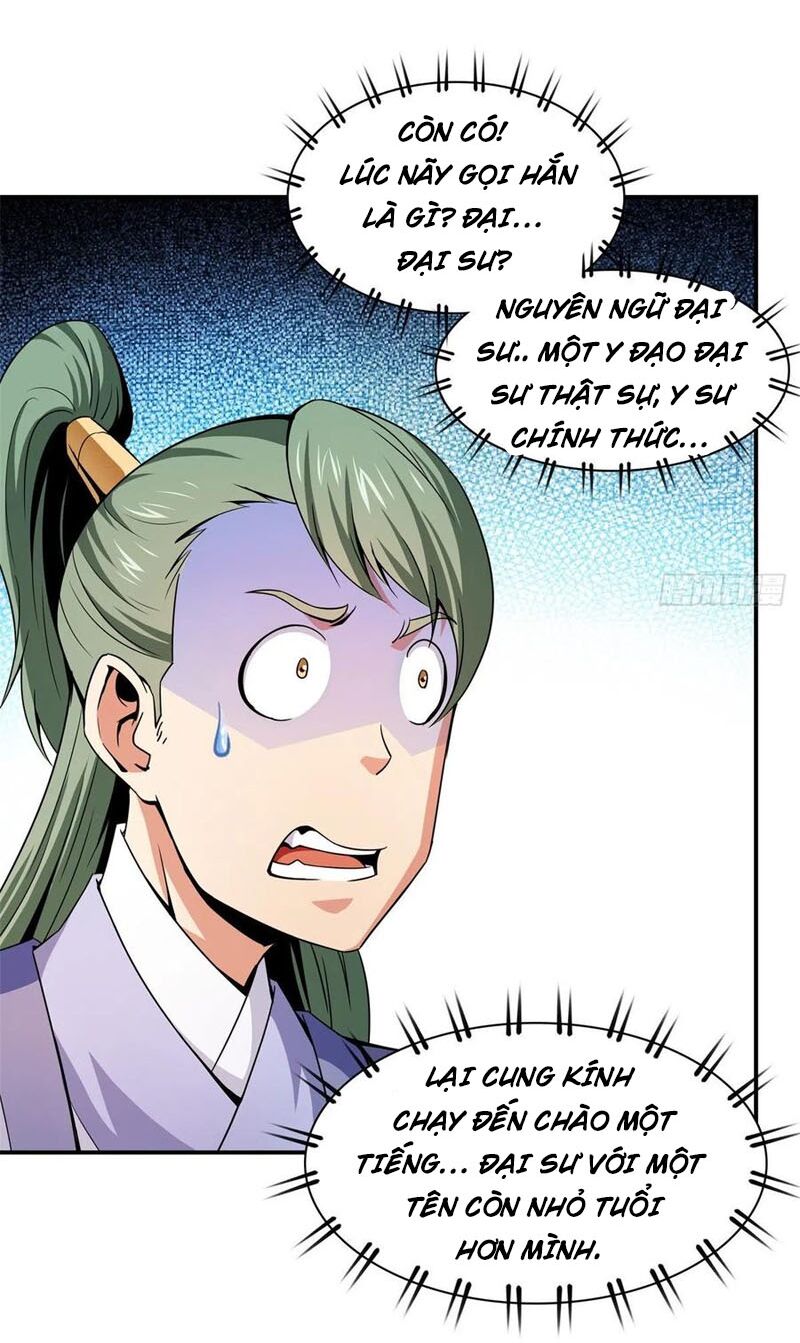 CÒN CÓ!
LÚC NÃY GỌI HẮN
LÀ GÌ? ĐẠI...
ĐẠI SƯ?
NGUYÊN NGỮ ĐẠI
SƯ.. MỘT Y ĐẠO ĐẠI
SƯ THẬT SỰ, Y SƯ
CHÍNH THỨC...
LẠI CUNG KÍNH
CHẠY ĐẾN CHÀO MỘT
TIẾNG... ĐẠI SƯ VỚI MỘT
TÊN CÒN NHỎ TUỔI
HƠN MÌNH.